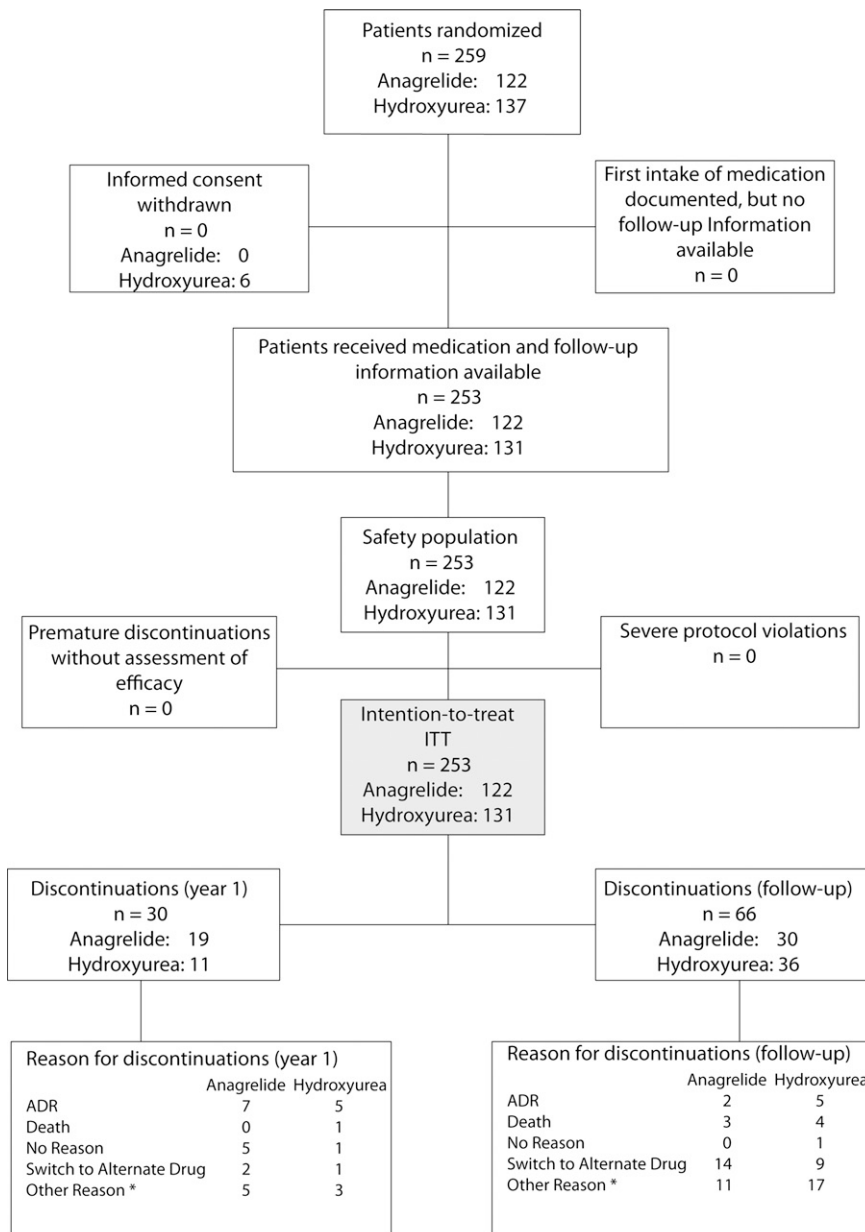 Patients randomized
n = 259
Anagrelide: 122
Hydroxyurea: 137
Informed consent
withdrawn
n = 0
Anagrelide: 0
Hydroxyurea: 6
First intake of medication
documented, but no
follow-up Information
available
n = 0
Patients received medication and follow-up
information available
n = 253
Anagrelide: 122
Hydroxyurea: 131
Safety population
n = 253
Anagrelide: 122
Hydroxyurea: 131
Premature discontinuations
without assessment of
efficacy
n = 0
Severe protocol violations
n = 0
Intention-to-treat
ITT
n = 253
Anagrelide: 122
Hydroxyurea: 131
Discontinuations (year 1)
n = 30
Anagrelide: 19
Hydroxyurea: 11
Discontinuations (follow-up)
n = 66
Anagrelide: 30
Hydroxyurea: 36
Reason for discontinuations (year 1)
Anagrelide Hydroxyurea
ADR 7 5
Death 0 1
No Reason 5 1
Switch to Alternate Drug 2 1
Other Reason * 5 3
Reason for discontinuations (follow-up)
Anagrelide Hydroxyurea
ADR 2 5
Death 3 4
No Reason 0 1
Switch to Alternate Drug 14 9
Other Reason * 11 17